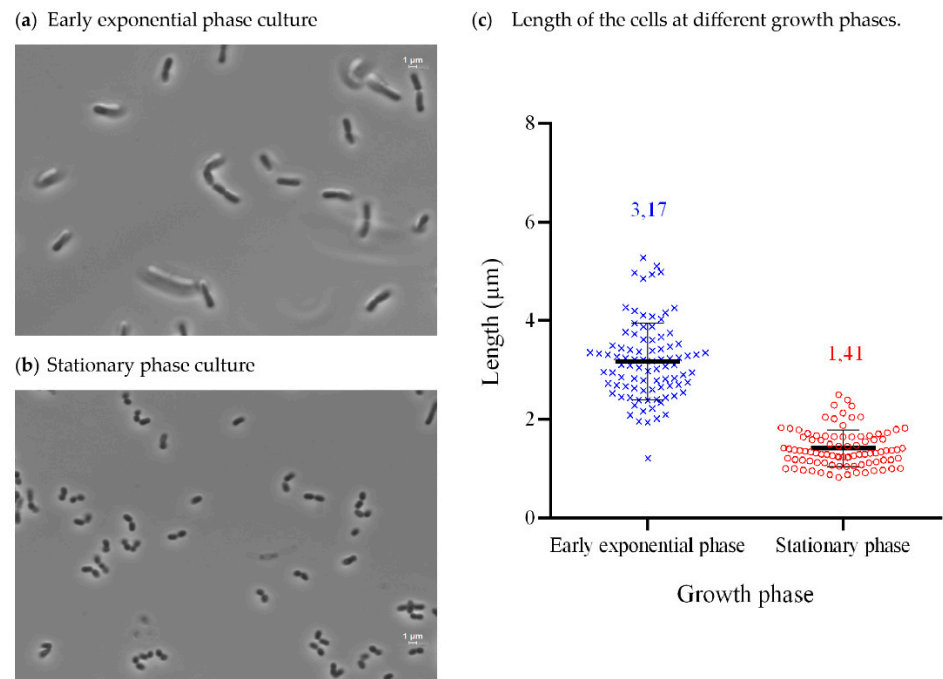 (a) Early exponential phase culture
1 µm
(b) Stationary phase culture
1 µm
(c) Length of the cells at different growth phases.
8
6
4
2
0
Length (µm)
3,17
1,41
Early exponential phase
Stationary phase
Growth phase